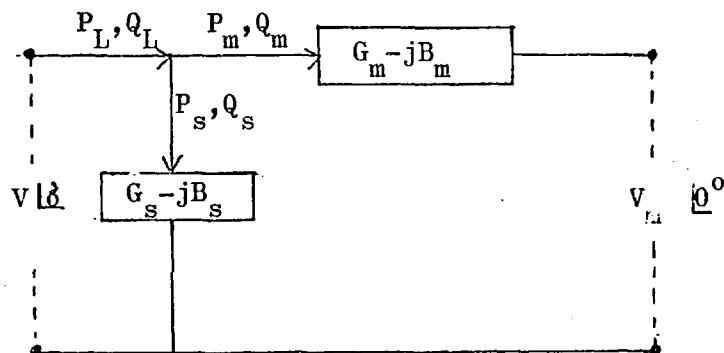 P_L,Q_L P_m,Q_m
G_m-jB_m
P_s,Q_s
G_s-jB_s
V δ
V_m 0°